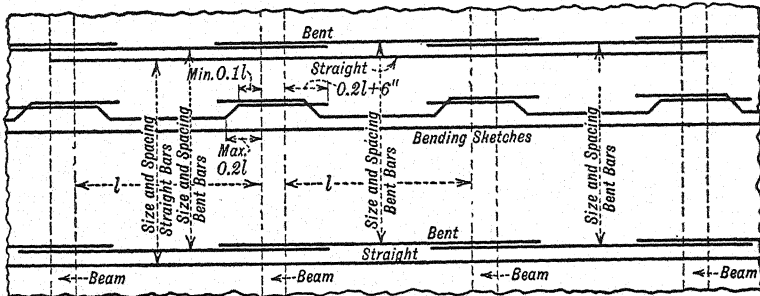 Bent
Straight
Min. 0.1l
0.2l+6"
Bending Sketches
Max.
0.2l
l
l
Size and Spacing
Straight Bars
Size and Spacing
Bent Bars
Size and Spacing
Bent Bars
Size and Spacing
Bent Bars
Bent
Straight
Beam
Beam
Beam
Beam